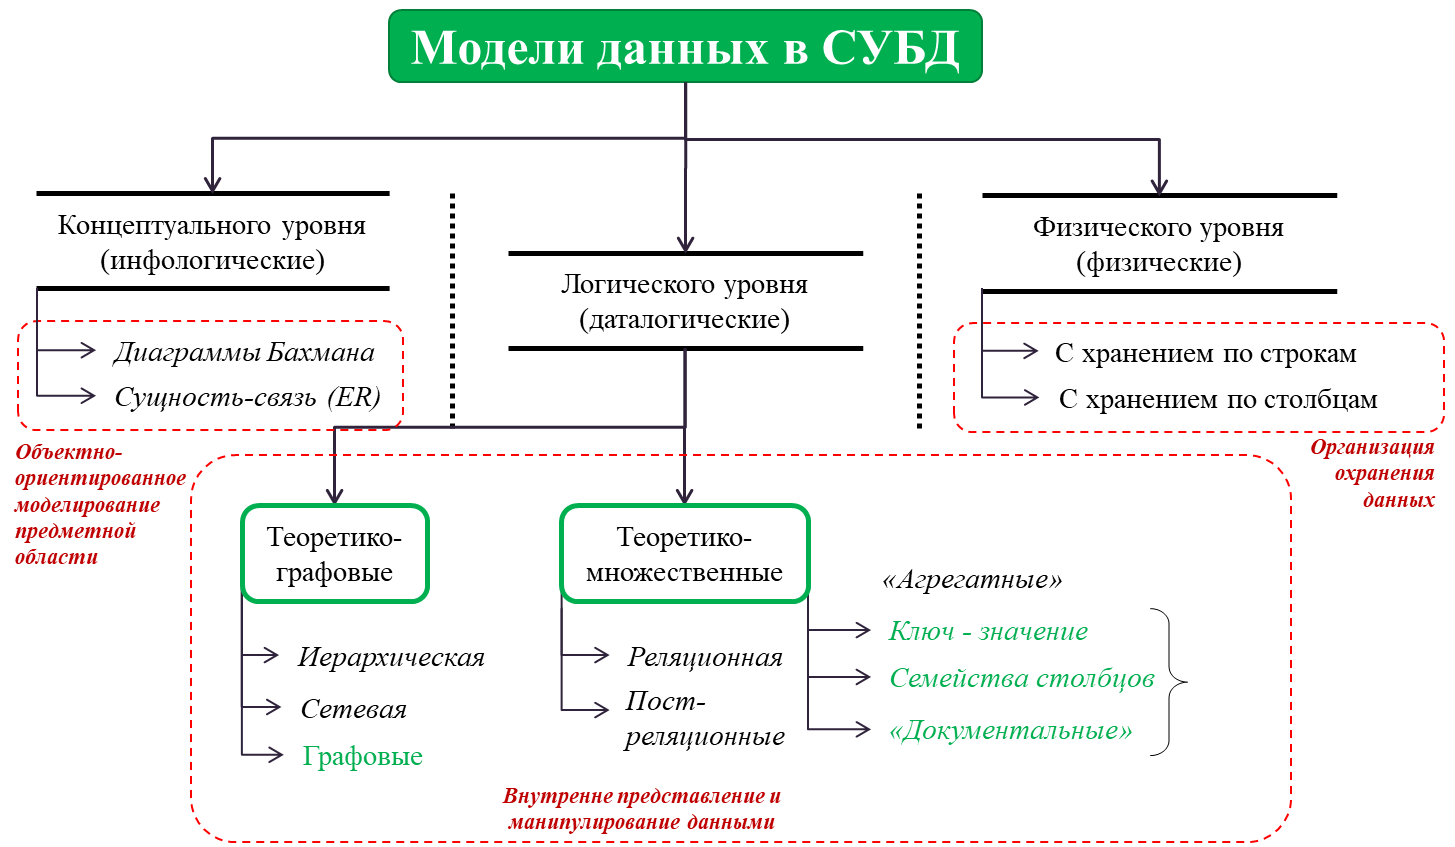 Модели данных в СУБД
Концептуального уровня
(инфологические)
Диаграммы Бахмана
Сущность-связь (ER)
Объектно-
ориентированное
моделирование
предметной
области
Логического уровня
(даталогические)
Физического уровня
(физические)
С хранением по строкам
С хранением по столбцам
Организация
охранения
данных
Теоретико-
графовые
Иерархическая
Сетевая
Графовые
Теоретико-
множественные
Реляционная
Пост-
реляционные
«Агрегатные»
Ключ - значение
Семейства столбцов
«Документальные»
Внутренне представление и
манипулирование данными